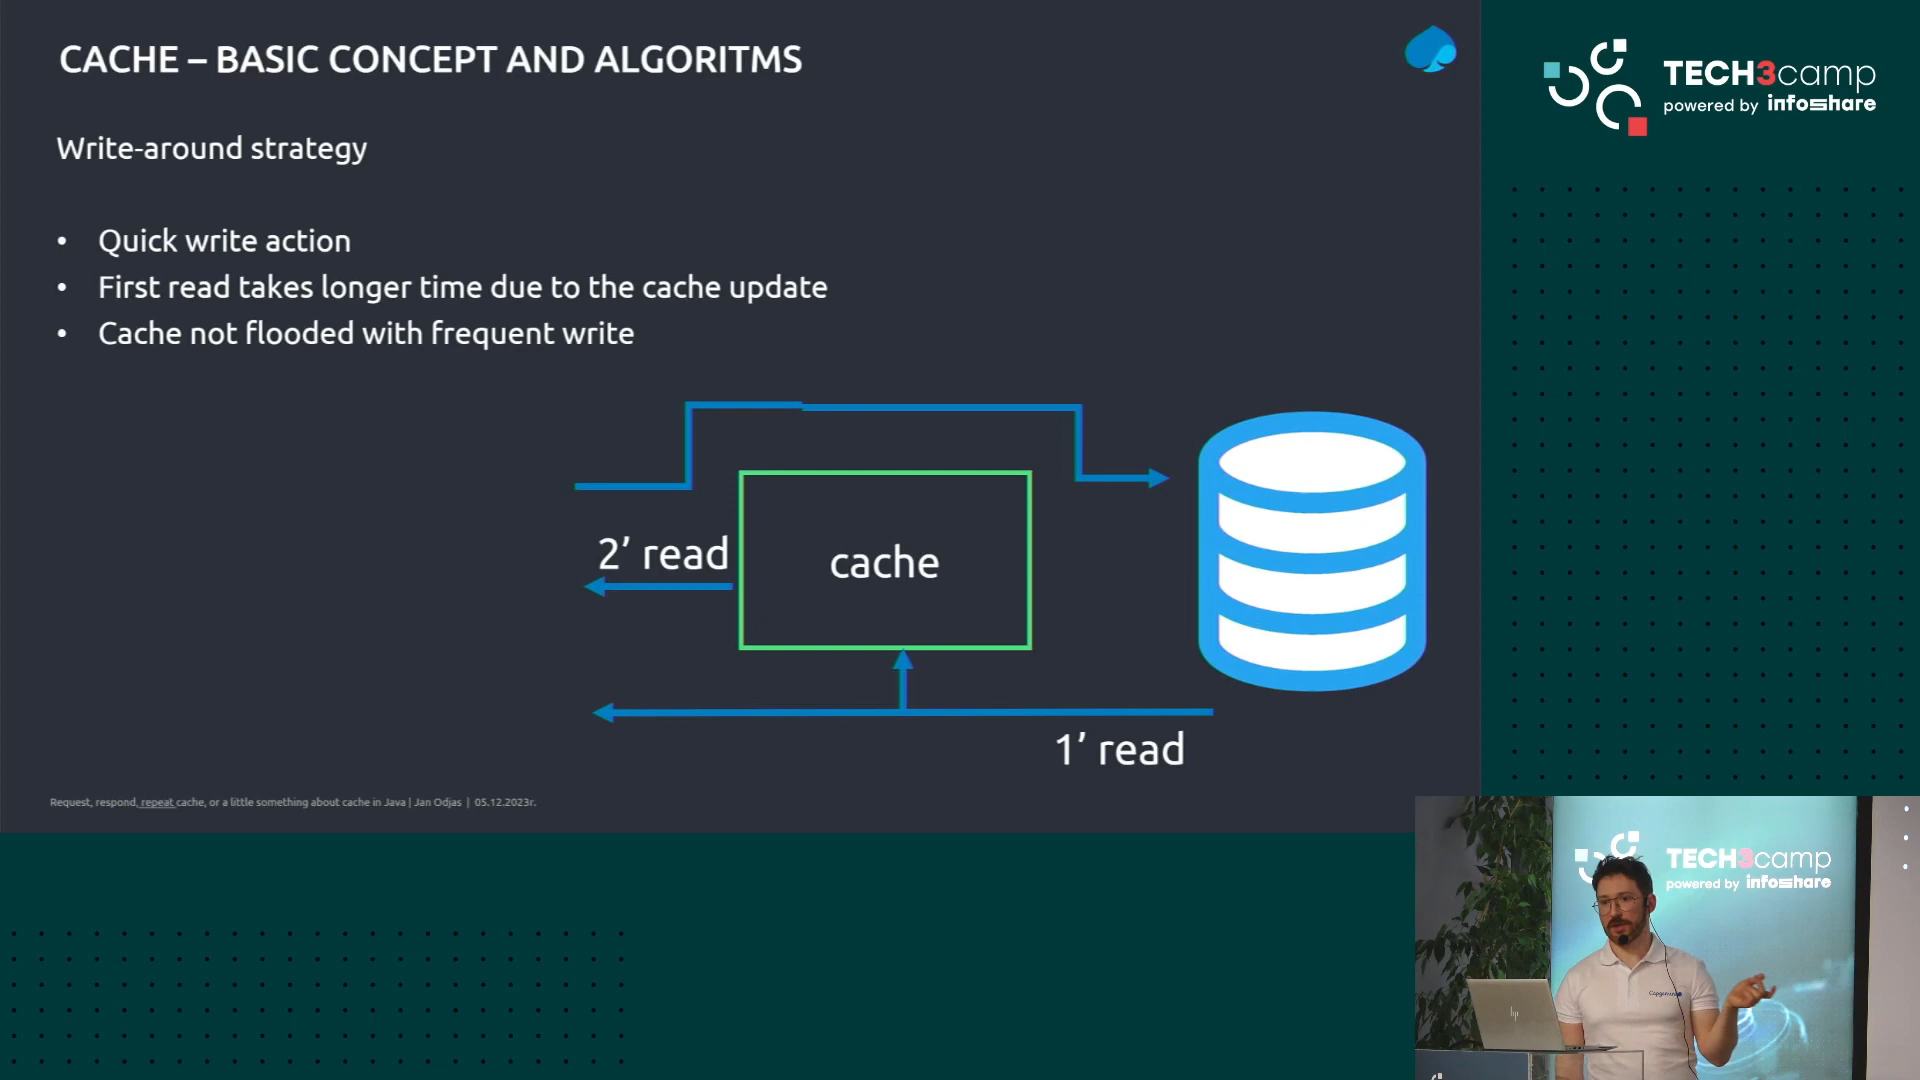 CACHE – BASIC CONCEPT AND ALGORITMS
TECH3camp
powered by infoshare
Write-around strategy
• Quick write action
• First read takes longer time due to the cache update
• Cache not flooded with frequent write
2’ read
cache
1’ read
Request, respond, repeat cache, or a little something about cache in Java | Jan Odjas | 05.12.2023r.
TECH3camp
powered by infoshare
Capgemini
hp